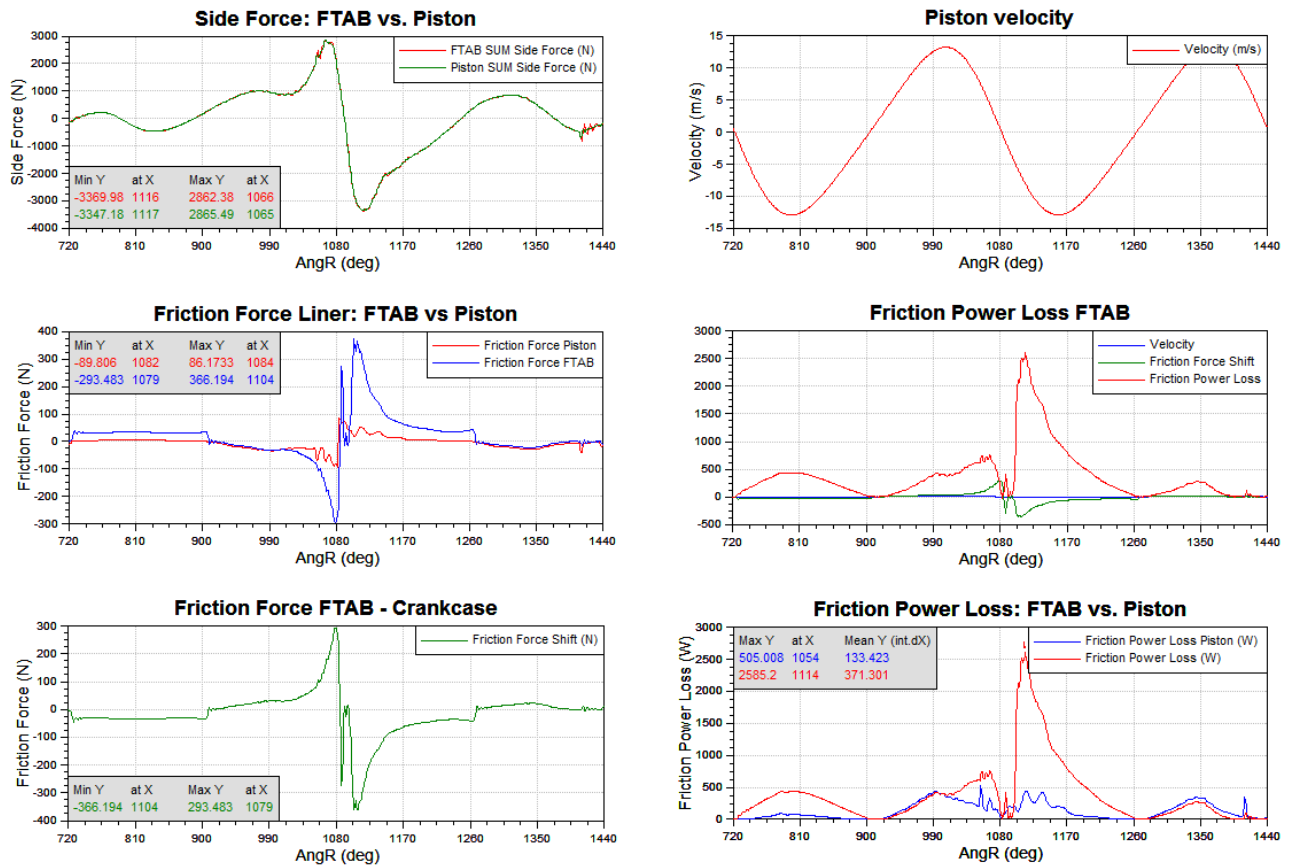 Side Force: FTAB vs. Piston
Side Force (N)
3000
2000
1000
0
-1000
-2000
-3000
-4000
FTAB SUM Side Force (N)
Piston SUM Side Force (N)
Min Y at X Max Y at X
-3369.98 1116 2862.38 1066
-3347.18 1117 2865.49 1065
720 810 900 990 1080 1170 1260 1350 1440
AngR (deg)
Piston velocity
Velocity (m/s)
15
10
5
0
-5
-10
-15
Velocity (m/s)
720 810 900 990 1080 1170 1260 1350 1440
AngR (deg)
Friction Force Liner: FTAB vs Piston
Friction Force (N)
400
300
200
100
0
-100
-200
-300
Min Y at X Max Y at X
-89.806 1082 86.1733 1084
-293.483 1079 366.194 1104
Friction Force Piston
Friction Force FTAB
720 810 900 990 1080 1170 1260 1350 1440
AngR (deg)
Friction Power Loss FTAB
3000
2500
2000
1500
1000
500
0
-500
Velocity
Friction Force Shift
Friction Power Loss
720 810 900 990 1080 1170 1260 1350 1440
AngR (deg)
Friction Force FTAB - Crankcase
Friction Force (N)
300
200
100
0
-100
-200
-300
-400
Friction Force Shift (N)
Min Y at X Max Y at X
-366.194 1104 293.483 1079
720 810 900 990 1080 1170 1260 1350 1440
AngR (deg)
Friction Power Loss: FTAB vs. Piston
Friction Power Loss (W)
3000
2500
2000
1500
1000
500
0
Max Y at X Mean Y (int.dX)
505.008 1054 133.423
2585.2 1114 371.301
Friction Power Loss Piston (W)
Friction Power Loss (W)
720 810 900 990 1080 1170 1260 1350 1440
AngR (deg)